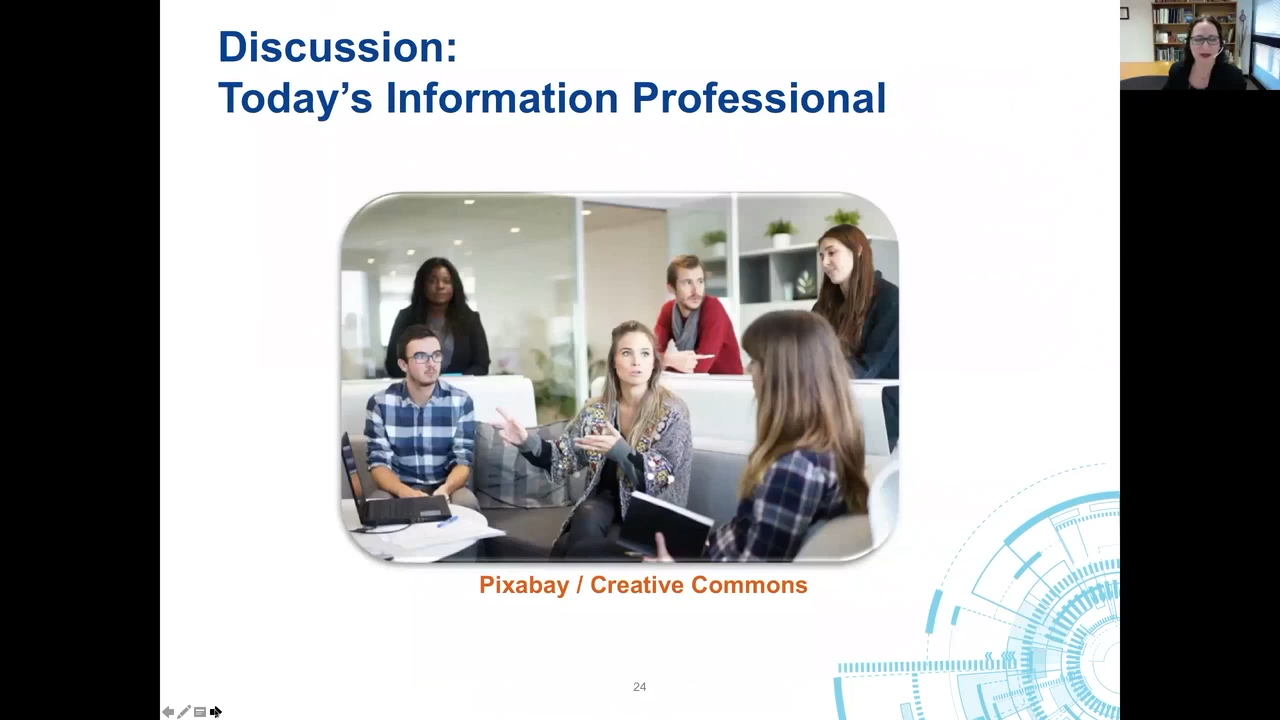 Discussion:
Today’s Information Professional
Pixabay / Creative Commons
24